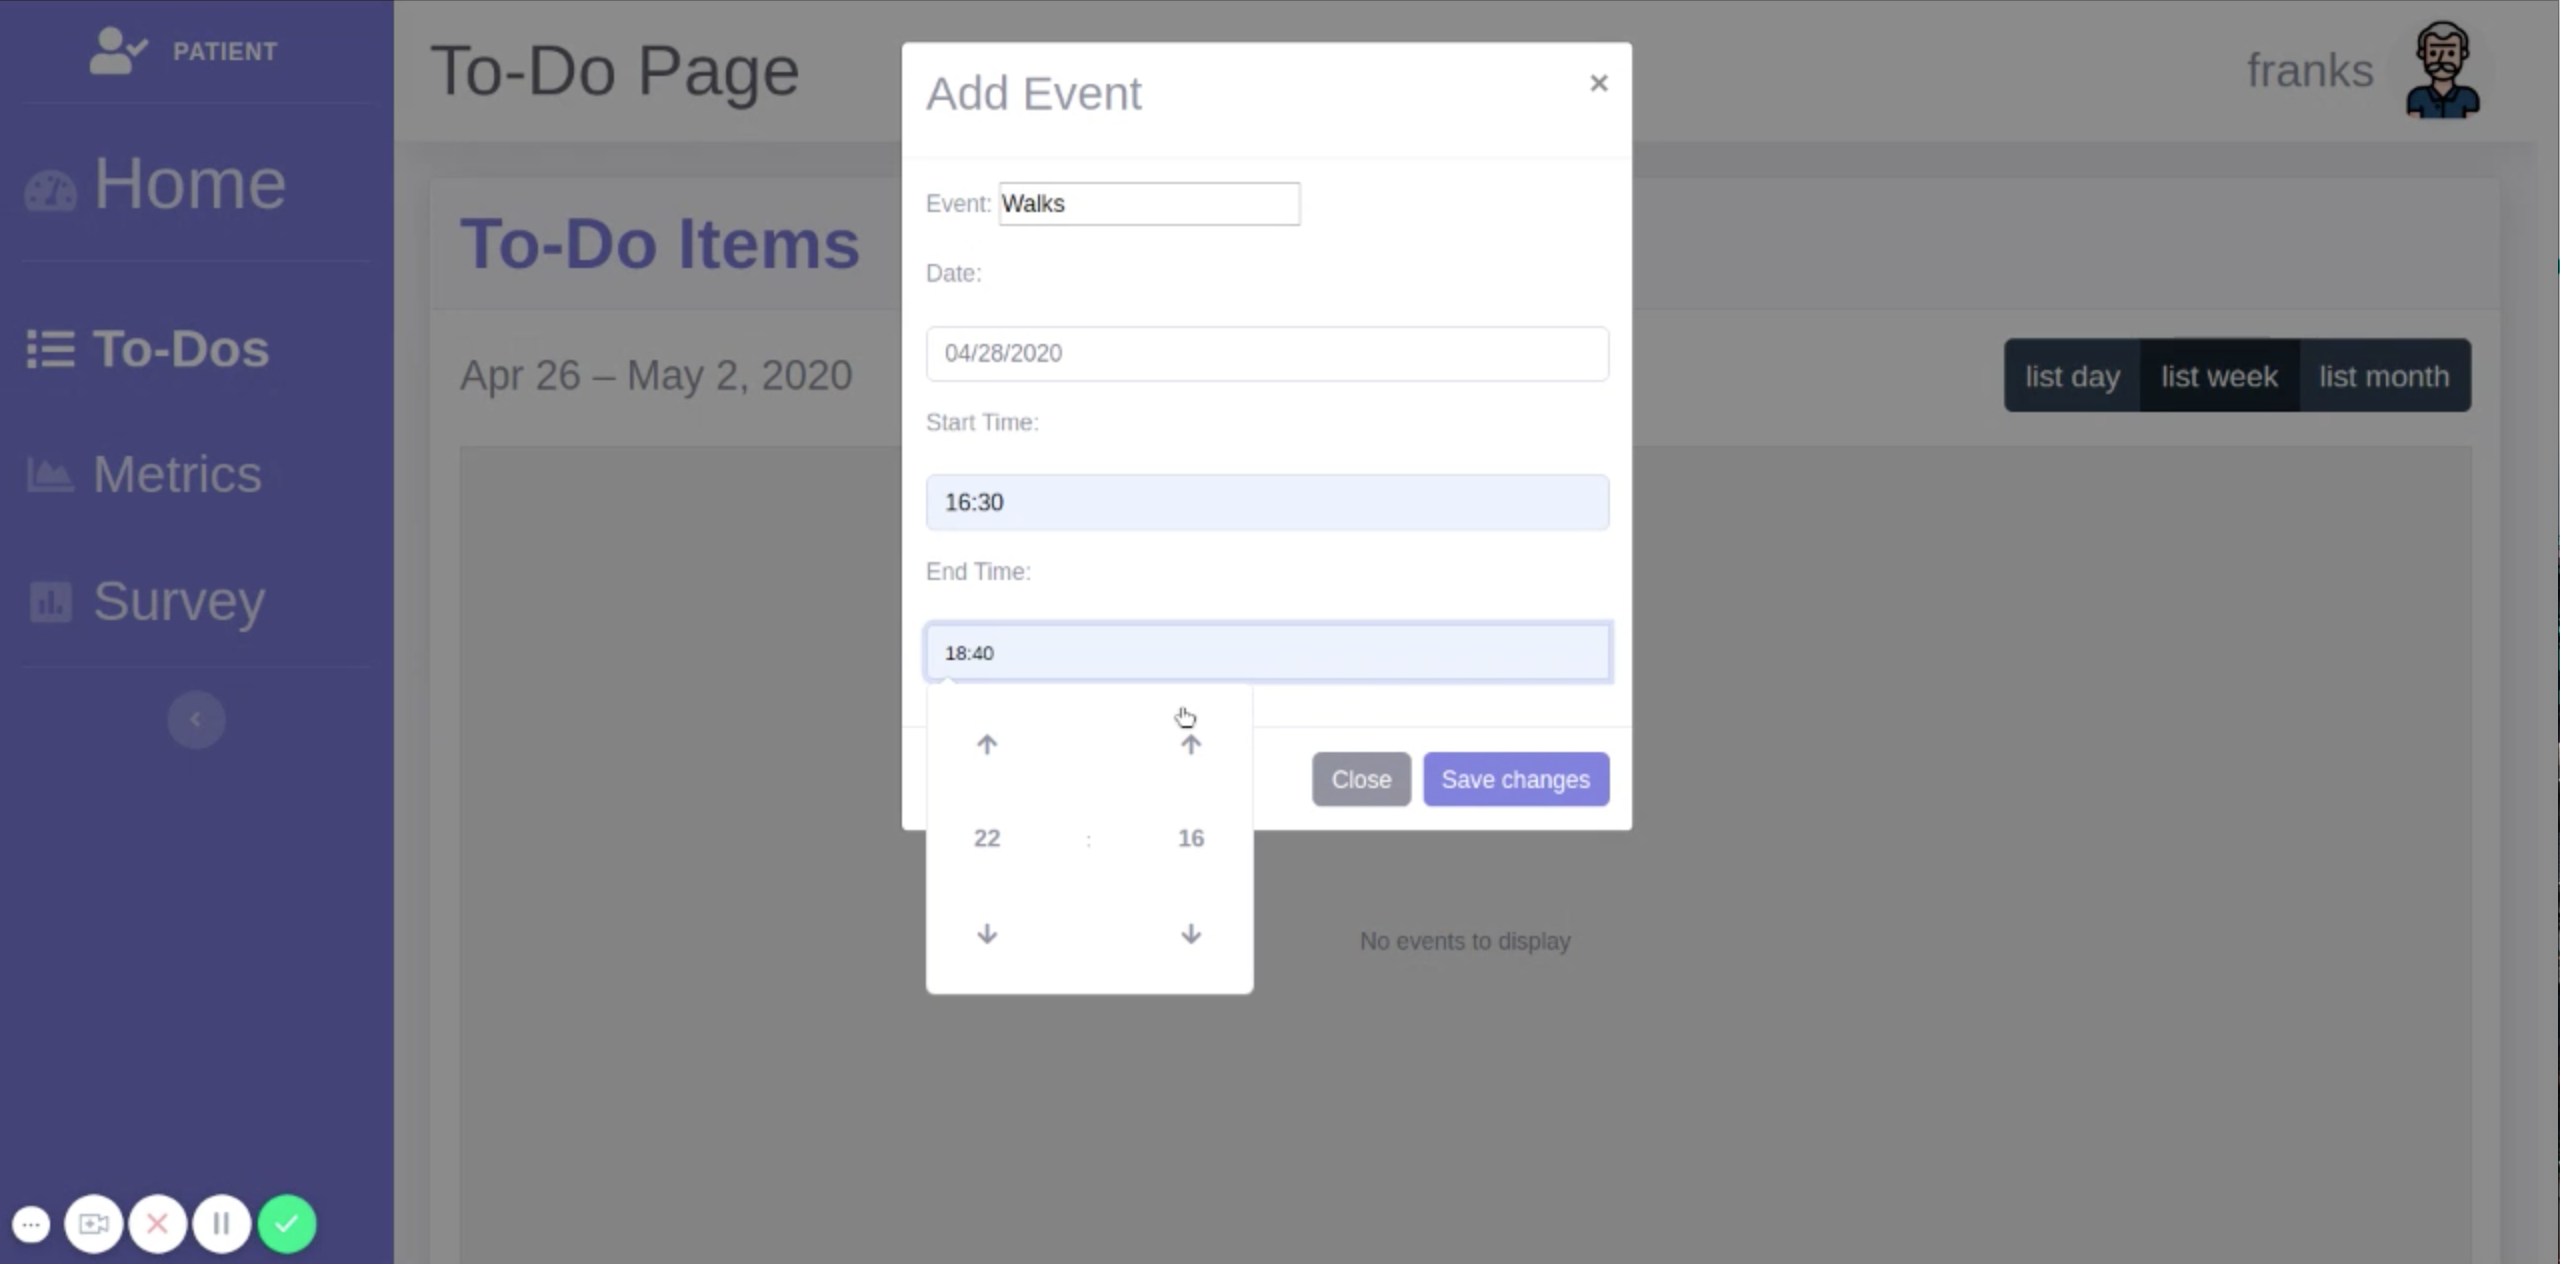 PATIENT
Home
To-Dos
Metrics
Survey
To-Do Page
franks
To-Do Items
Apr 26 – May 2, 2020
list day list week list month
No events to display
Add Event
×
Event: Walks
Date:
04/28/2020
Start Time:
16:30
End Time:
18:40
22 : 16
Close Save changes